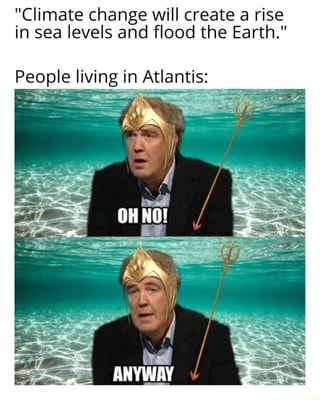 "Climate change will create a rise
in sea levels and flood the Earth."
People living in Atlantis:
OH NO!
ANYWAY